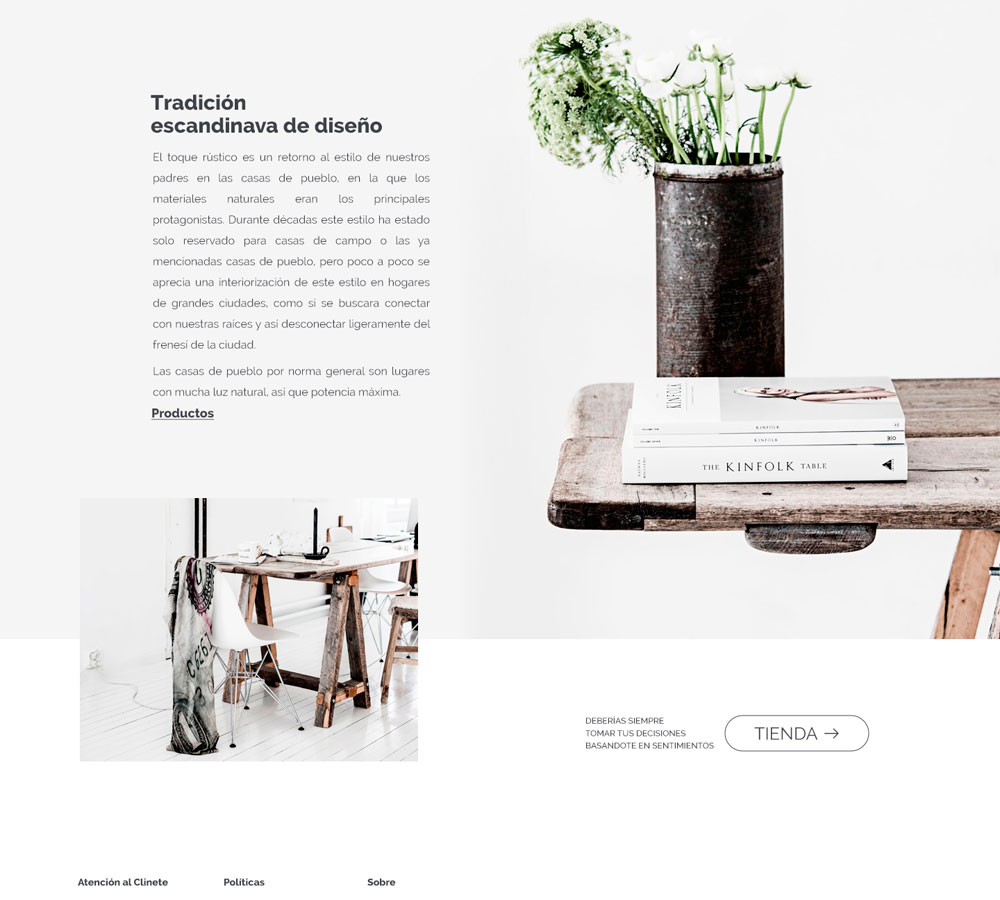 Tradición
escandinava de diseño
El toque rústico es un retorno al estilo de nuestros
padres en las casas de pueblo, en la que los
materiales naturales eran los principales
protagonistas. Durante décadas este estilo ha estado
solo reservado para casas de campo o las ya
mencionadas casas de pueblo, pero poco a poco se
aprecia una interiorización de este estilo en hogares
de grandes ciudades, como si se buscara conectar
con nuestras raíces y así desconectar ligeramente del
frenesí de la ciudad.
Las casas de pueblo por norma general son lugares
con mucha luz natural, así que potencia máxima.
Productos
KINFOLK
KINFOLK
KINFOLK
THE KINFOLK TABLE
DEBERÍAS SIEMPRE
TOMAR TUS DECISIONES
BASANDOTE EN SENTIMIENTOS
TIENDA →
Atención al Clinete
Políticas
Sobre